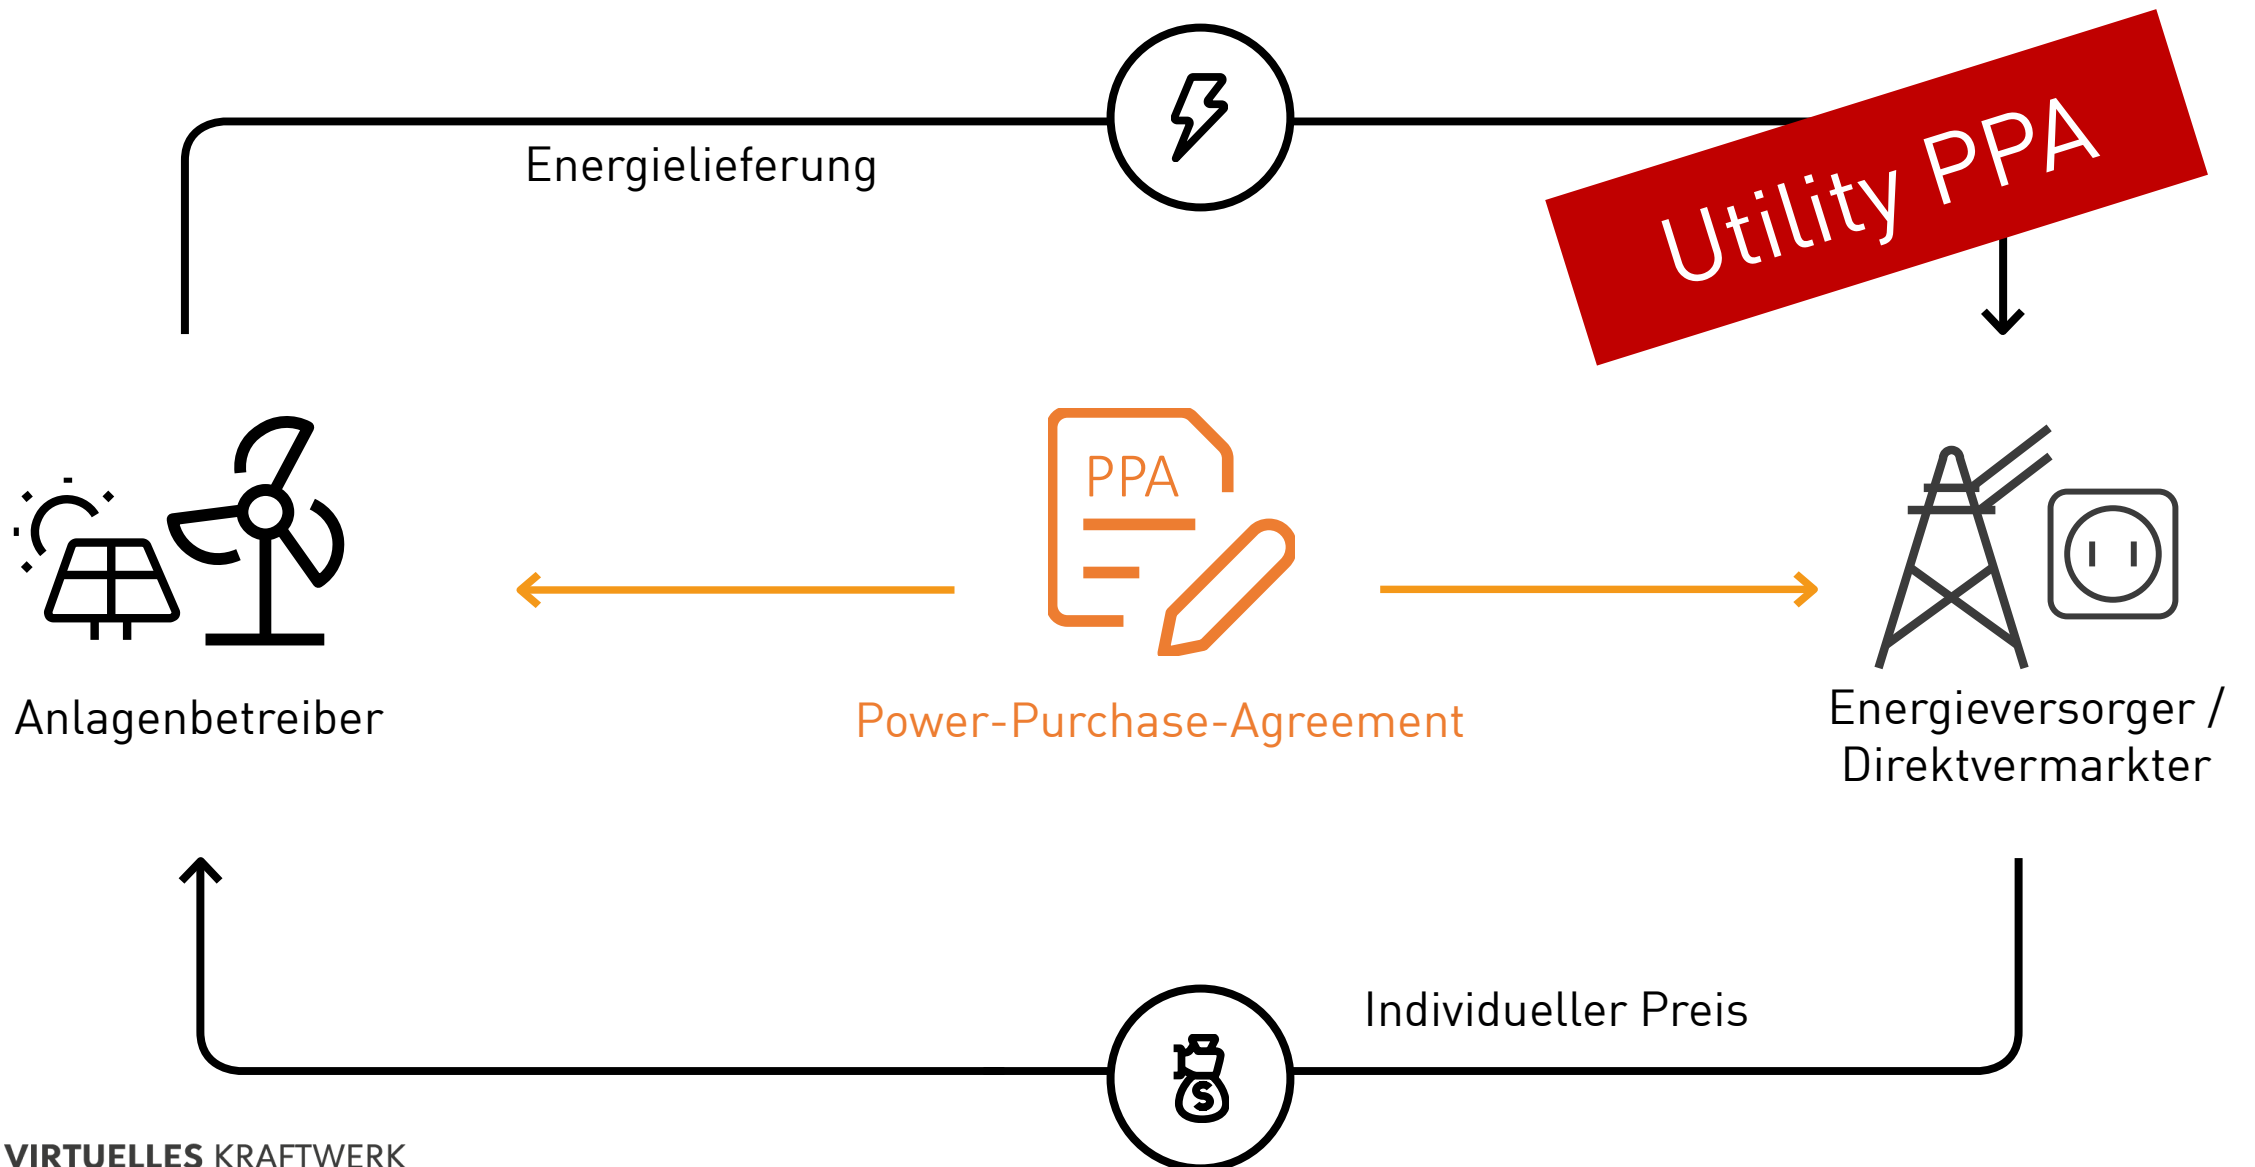 Utility PPA
Energielieferung
PPA
Anlagenbetreiber
Power-Purchase-Agreement
Energieversorger /
Direktvermarkter
Individueller Preis
$
VIRTUELLES KRAFTWERK